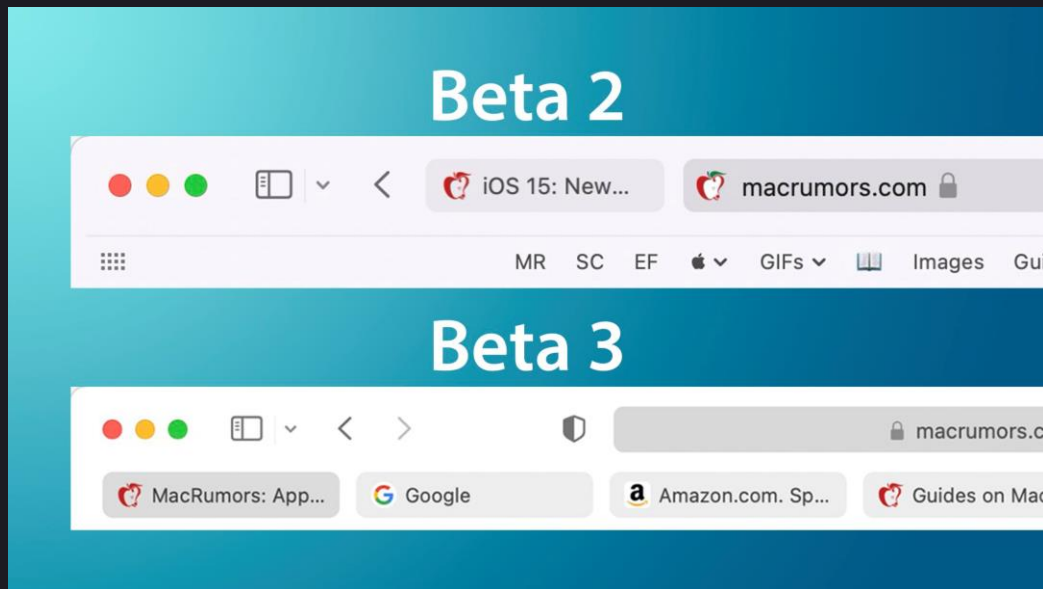 Beta 2
iOS 15: New... macrumors.com
MR SC EF GIFs Images Gui
Beta 3
macrumors.c
MacRumors: App... Google Amazon.com. Sp... Guides on Mac